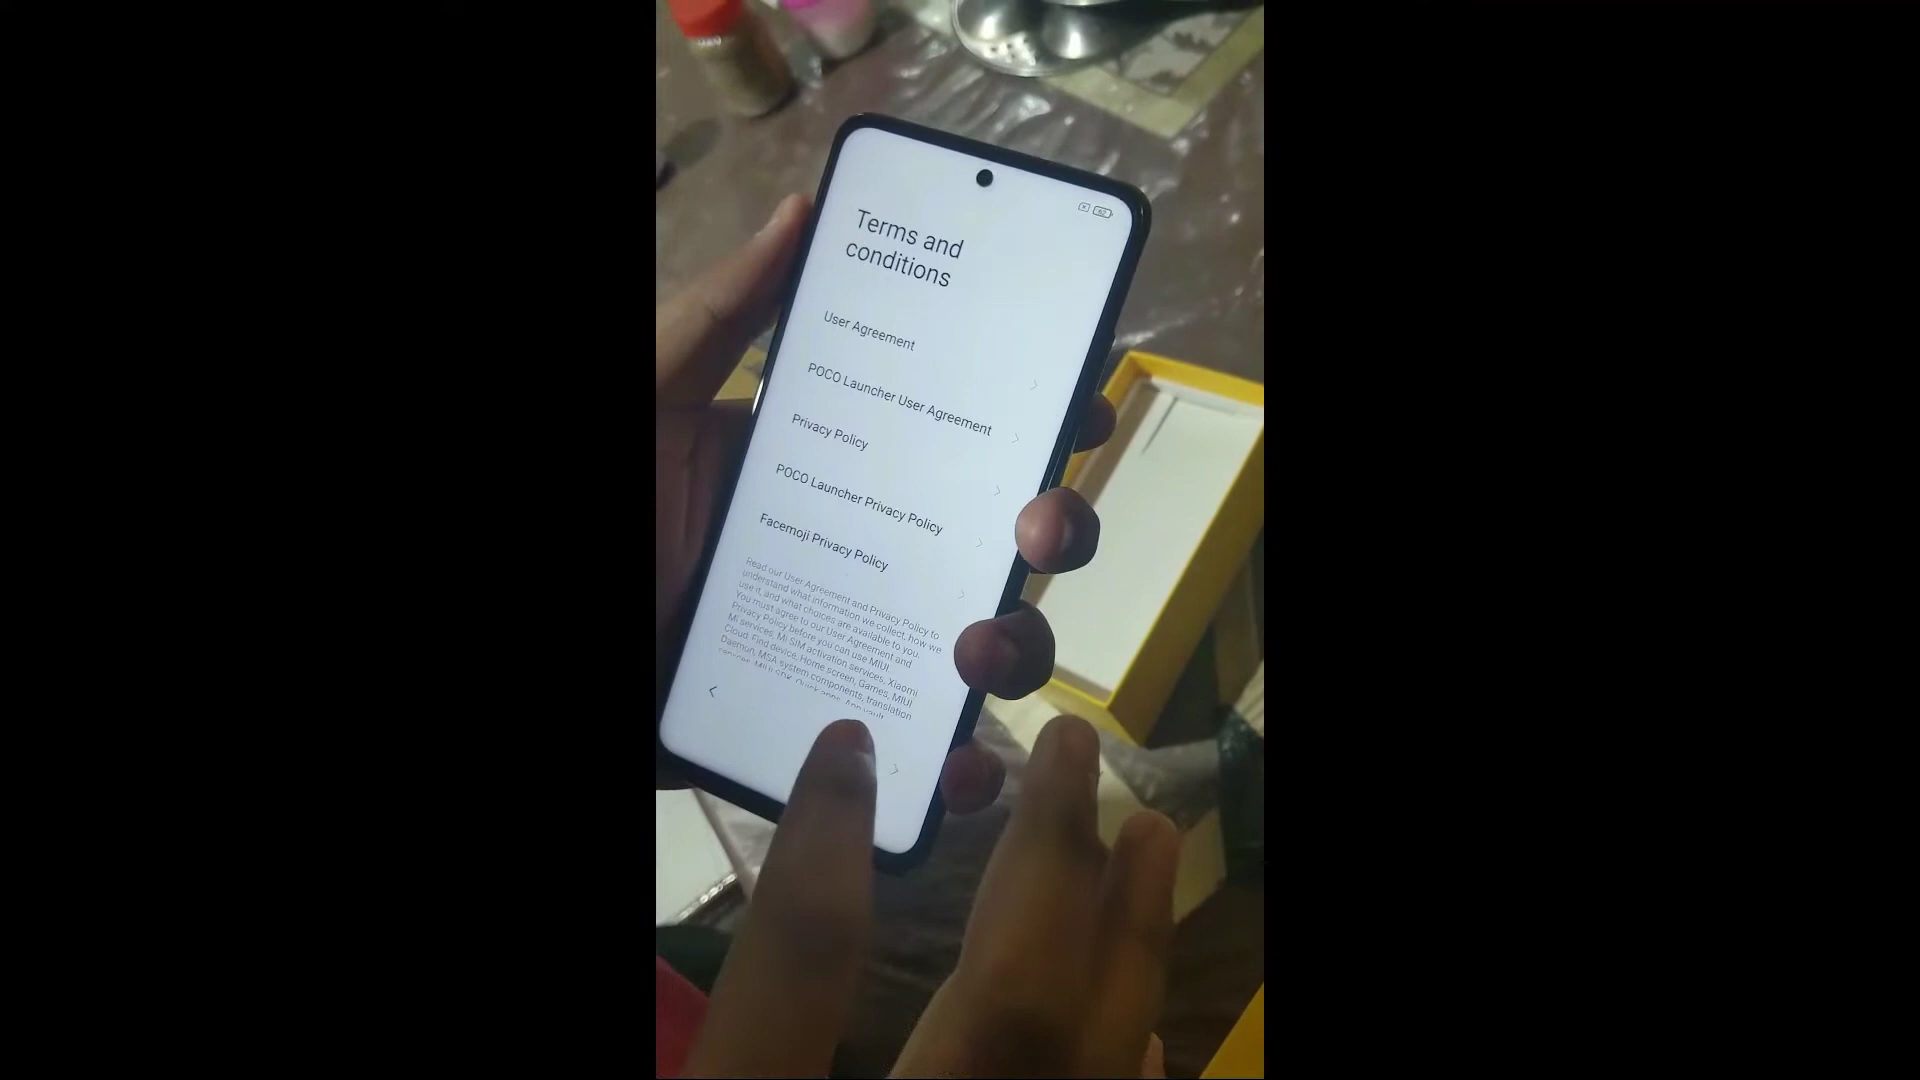 Terms and
conditions
User Agreement
POCO Launcher User Agreement
Privacy Policy
POCO Launcher Privacy Policy
Facemoji Privacy Policy
Read our User Agreement and Privacy Policy to
understand what information we collect, how we
use it, and what choices are available to you.
You must agree to our User Agreement and
Privacy Policy before you can use MIUI
Mi services, Mi SIM activation services, Xiaomi
Cloud, Find device, Home screen, Games, MIUI
Daemon, MSA system components, translation